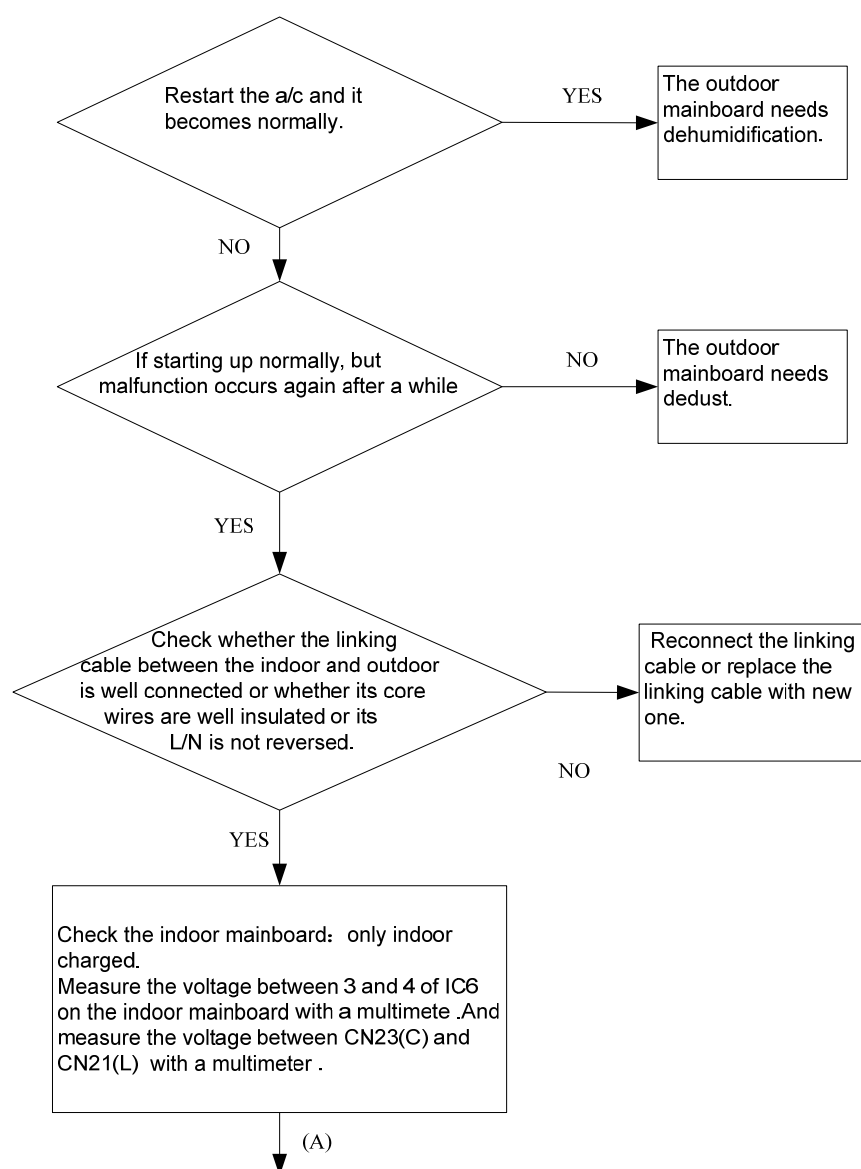 Restart the a/c and it
becomes normally.
YES
The outdoor
mainboard needs
dehumidification.
NO
If starting up normally, but
malfunction occurs again after a while
NO
The outdoor
mainboard needs
dedust.
YES
Check whether the linking
cable between the indoor and outdoor
is well connected or whether its core
wires are well insulated or its
L/N is not reversed.
Reconnect the linking
cable or replace the
linking cable with new
one.
NO
YES
Check the indoor mainboard：only indoor
charged.
Measure the voltage between 3 and 4 of IC6
on the indoor mainboard with a multimete .And
measure the voltage between CN23(C) and
CN21(L) with a multimeter .
(A)